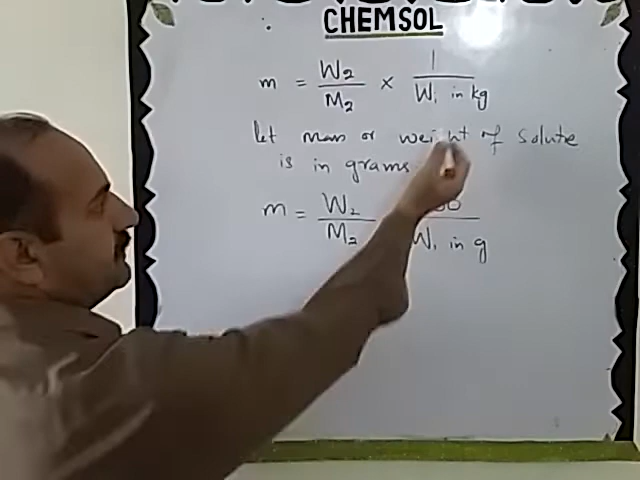 CHEMSOL
m = W₂/M₂ × 1/W₁ in kg
let mass or weight of solute
is in grams
m = W₂/M₂ W₁ in g